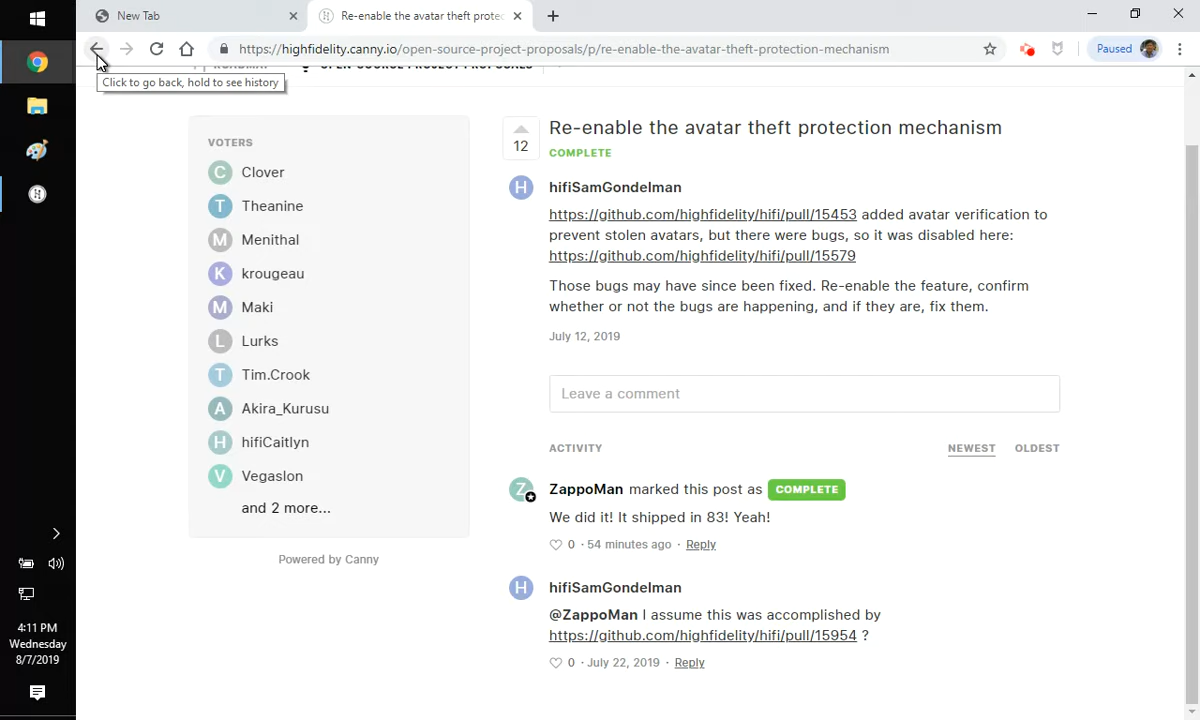 New Tab
Re-enable the avatar theft protec
https://highfidelity.canny.io/open-source-project-proposals/p/re-enable-the-avatar-theft-protection-mechanism
Paused
Click to go back, hold to see history
ROADMAP
OPEN SOURCE PROJECT PROPOSALS
VOTERS
C Clover
T Theanine
M Menithal
K krougeau
M Maki
L Lurks
T Tim.Crook
A Akira_Kurusu
H hifiCaitlyn
V Vegaslon
and 2 more...
Powered by Canny
12
Re-enable the avatar theft protection mechanism
COMPLETE
H hifiSamGondelman
https://github.com/highfidelity/hifi/pull/15453 added avatar verification to
prevent stolen avatars, but there were bugs, so it was disabled here:
https://github.com/highfidelity/hifi/pull/15579
Those bugs may have since been fixed. Re-enable the feature, confirm
whether or not the bugs are happening, and if they are, fix them.
July 12, 2019
Leave a comment
ACTIVITY
NEWEST
OLDEST
Z ZappoMan marked this post as COMPLETE
We did it! It shipped in 83! Yeah!
0 · 54 minutes ago · Reply
H hifiSamGondelman
@ZappoMan I assume this was accomplished by
https://github.com/highfidelity/hifi/pull/15954 ?
0 · July 22, 2019 · Reply
4:11 PM
Wednesday
8/7/2019